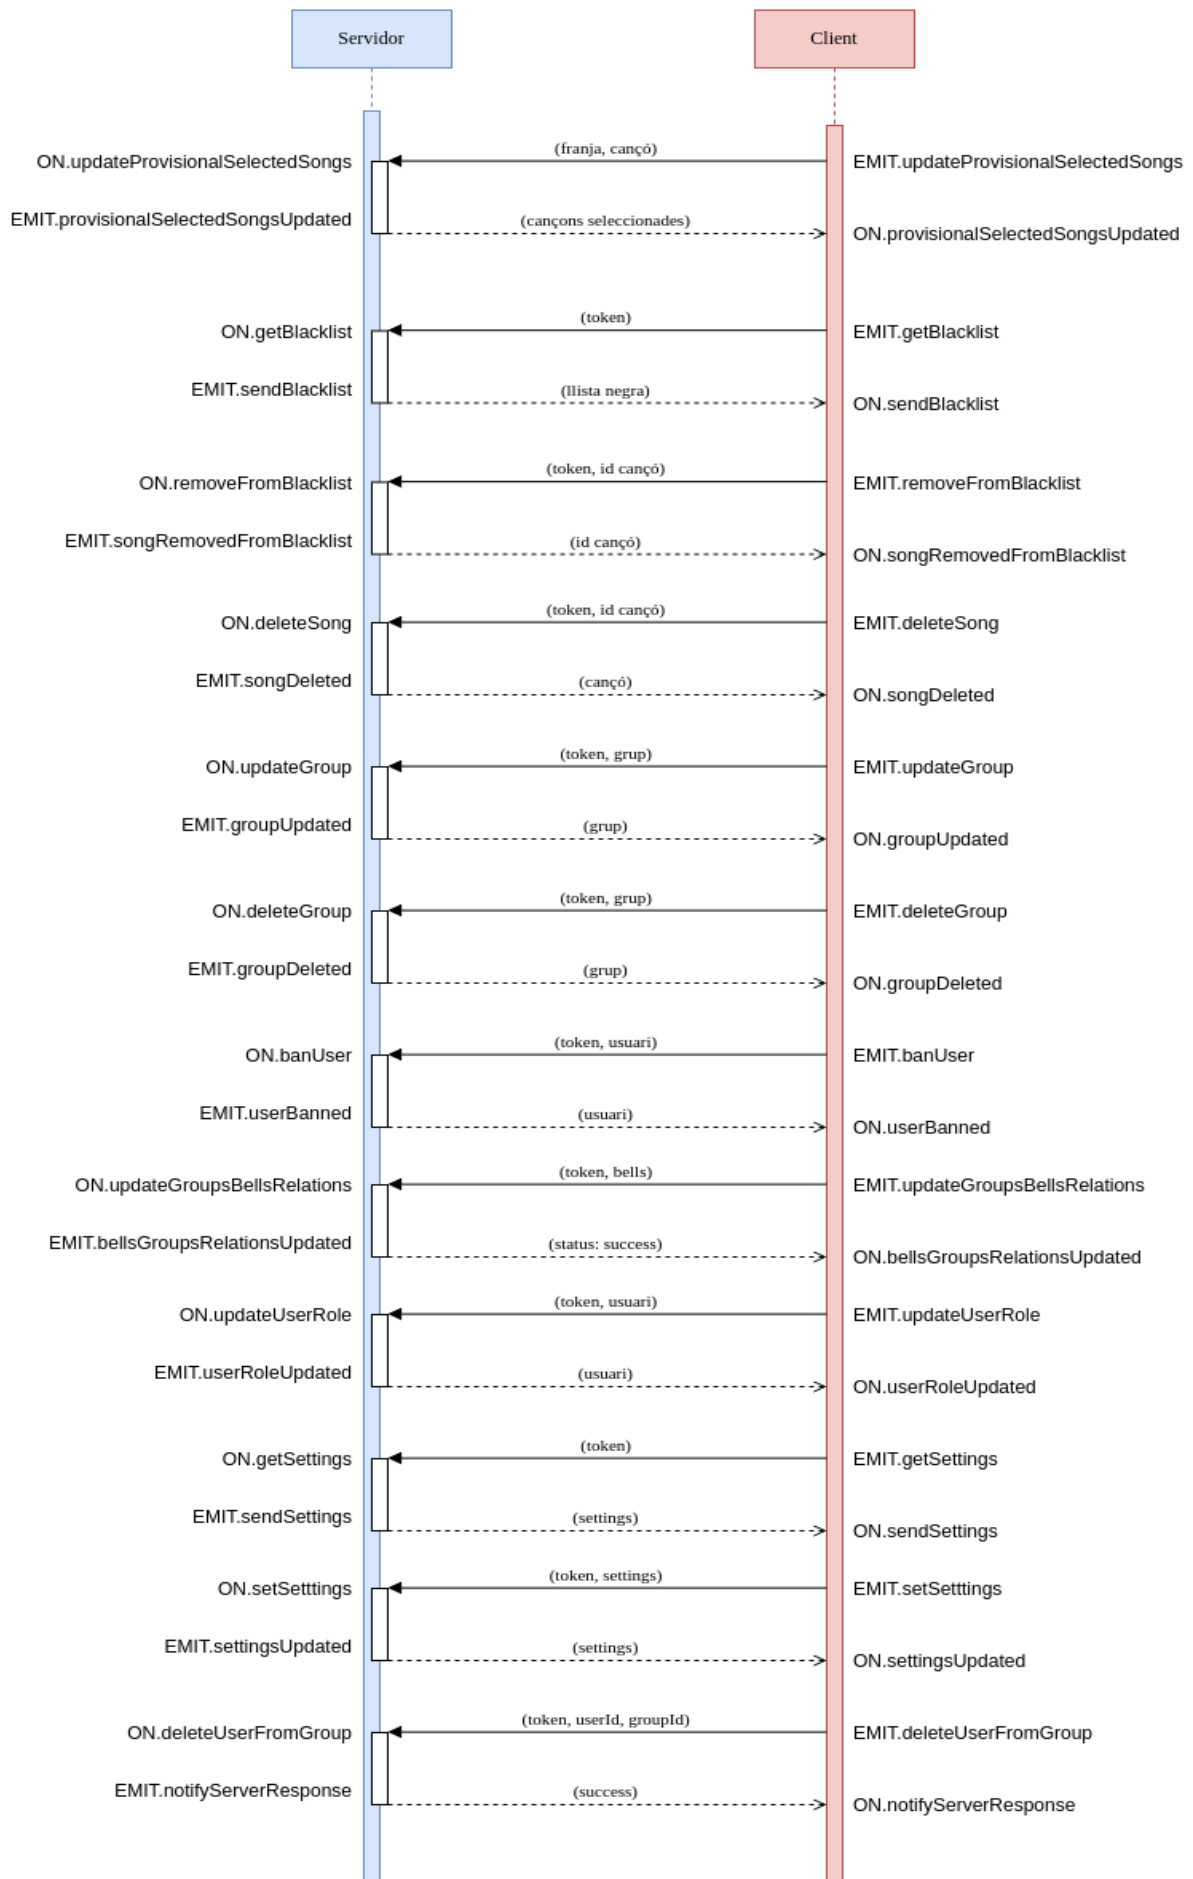 Servidor
Client
(franja, cançó)
ON.updateProvisionalSelectedSongs
EMIT.updateProvisionalSelectedSongs
EMIT.provisionalSelectedSongsUpdated
(cançons seleccionades)
ON.provisionalSelectedSongsUpdated
(token)
ON.getBlacklist
EMIT.getBlacklist
EMIT.sendBlacklist
(llista negra)
ON.sendBlacklist
(token, id cançó)
ON.removeFromBlacklist
EMIT.removeFromBlacklist
EMIT.songRemovedFromBlacklist
(id cançó)
ON.songRemovedFromBlacklist
(token, id cançó)
ON.deleteSong
EMIT.deleteSong
EMIT.songDeleted
(cançó)
ON.songDeleted
(token, grup)
ON.updateGroup
EMIT.updateGroup
EMIT.groupUpdated
(grup)
ON.groupUpdated
(token, grup)
ON.deleteGroup
EMIT.deleteGroup
EMIT.groupDeleted
(grup)
ON.groupDeleted
(token, usuari)
ON.banUser
EMIT.banUser
EMIT.userBanned
(usuari)
ON.userBanned
(token, bells)
ON.updateGroupsBellsRelations
EMIT.updateGroupsBellsRelations
EMIT.bellsGroupsRelationsUpdated
(status: success)
ON.bellsGroupsRelationsUpdated
(token, usuari)
ON.updateUserRole
EMIT.updateUserRole
EMIT.userRoleUpdated
(usuari)
ON.userRoleUpdated
(token)
ON.getSettings
EMIT.getSettings
EMIT.sendSettings
(settings)
ON.sendSettings
(token, settings)
ON.setSetttings
EMIT.setSetttings
EMIT.settingsUpdated
(settings)
ON.settingsUpdated
(token, userId, groupId)
ON.deleteUserFromGroup
EMIT.deleteUserFromGroup
EMIT.notifyServerResponse
(success)
ON.notifyServerResponse